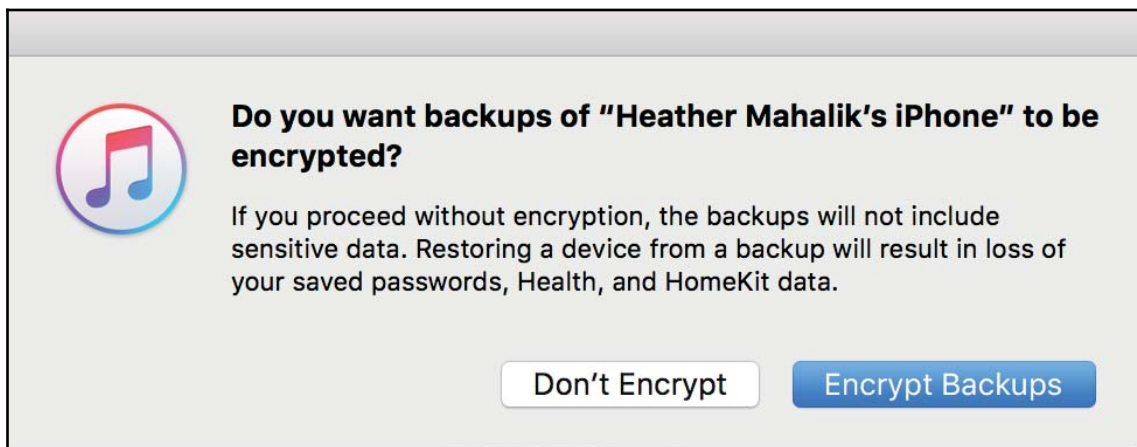 Do you want backups of “Heather Mahalik’s iPhone” to be
encrypted?
If you proceed without encryption, the backups will not include
sensitive data. Restoring a device from a backup will result in loss of
your saved passwords, Health, and HomeKit data.
Don’t Encrypt
Encrypt Backups